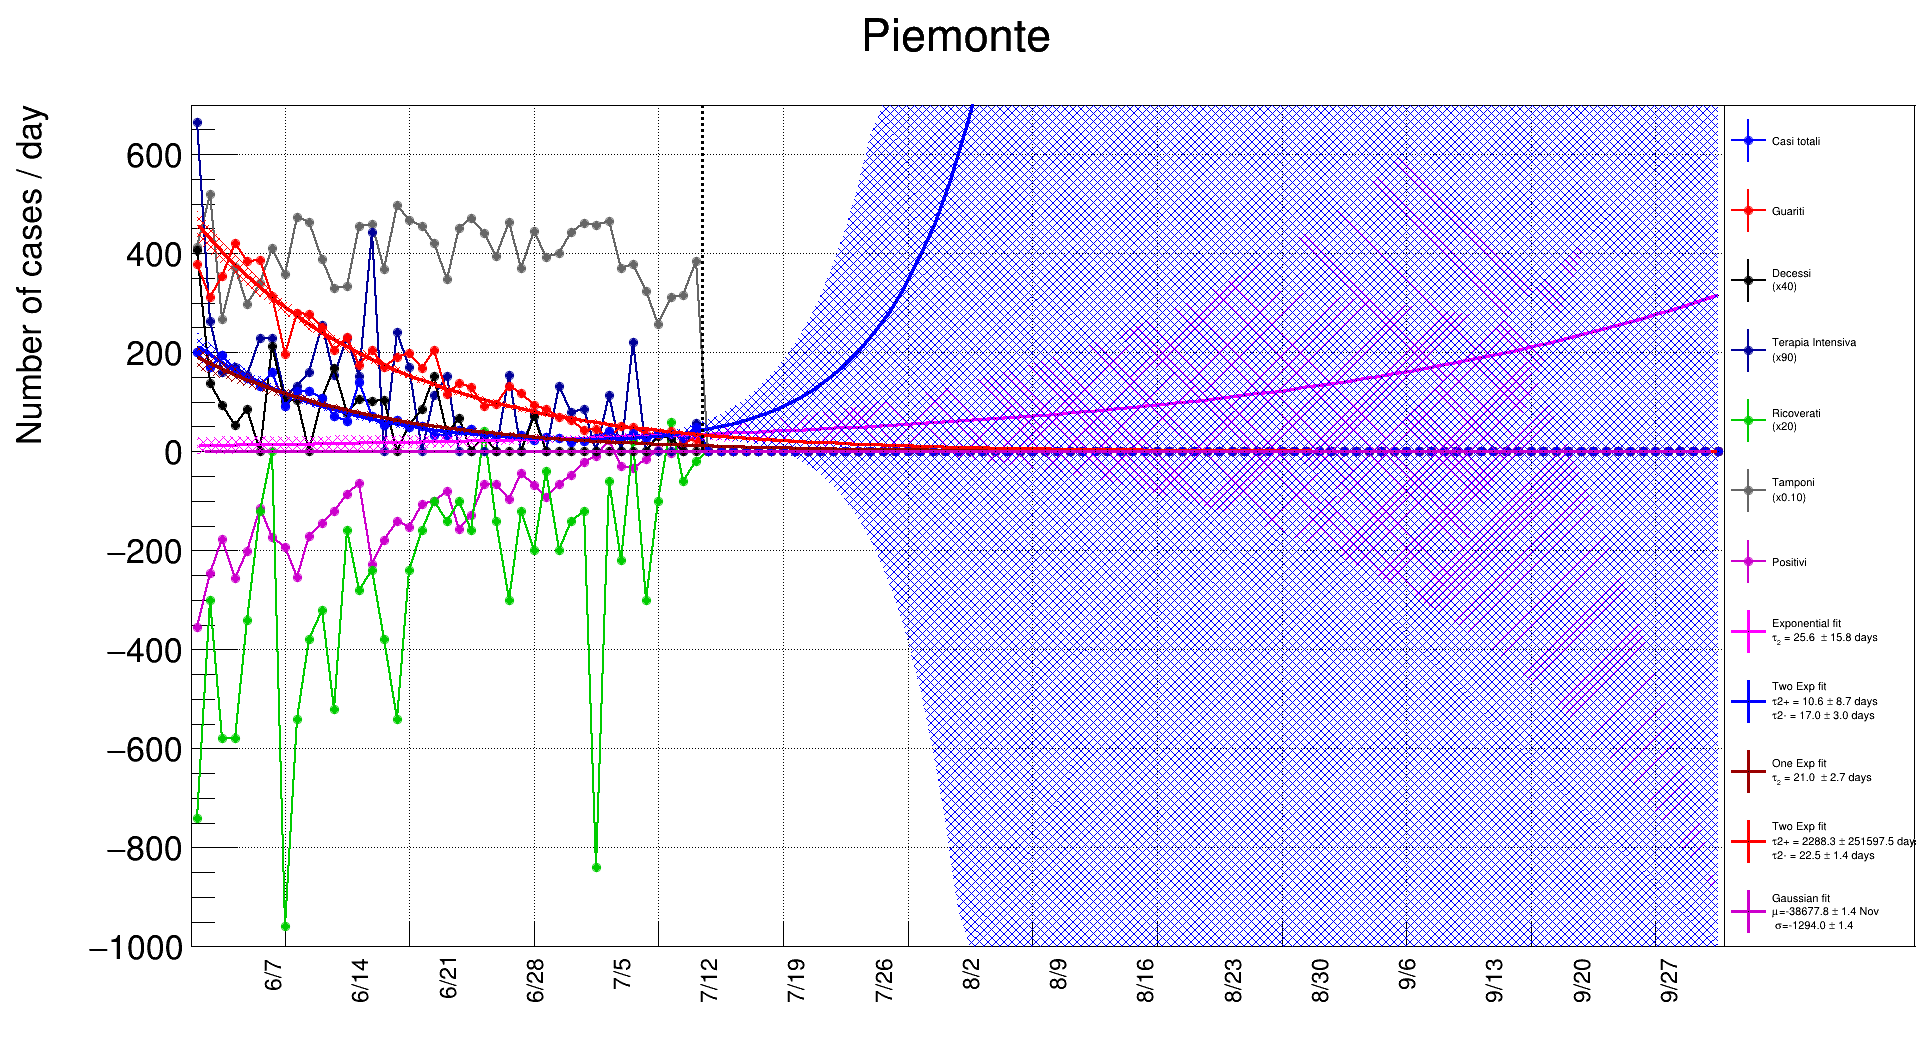 Piemonte
Number of cases / day
600
400
200
0
−200
−400
−600
−800
−1000
6/7
6/14
6/21
6/28
7/5
7/12
7/19
7/26
8/2
8/9
8/16
8/23
8/30
9/6
9/13
9/20
9/27
Casi totali
Guariti
Decessi
(x40)
Terapia Intensiva
(x90)
Ricoverati
(x20)
Tamponi
(x0.10)
Positivi
Exponential fit
τ2 = 25.6 ± 15.8 days
Two Exp fit
τ2+ = 10.6 ± 8.7 days
τ2- = 17.0 ± 3.0 days
One Exp fit
τ2 = 21.0 ± 2.7 days
Two Exp fit
τ2+ = 2288.3 ± 251597.5 day
τ2- = 22.5 ± 1.4 days
Gaussian fit
μ=-38677.8 ± 1.4 Nov
σ=-1294.0 ± 1.4